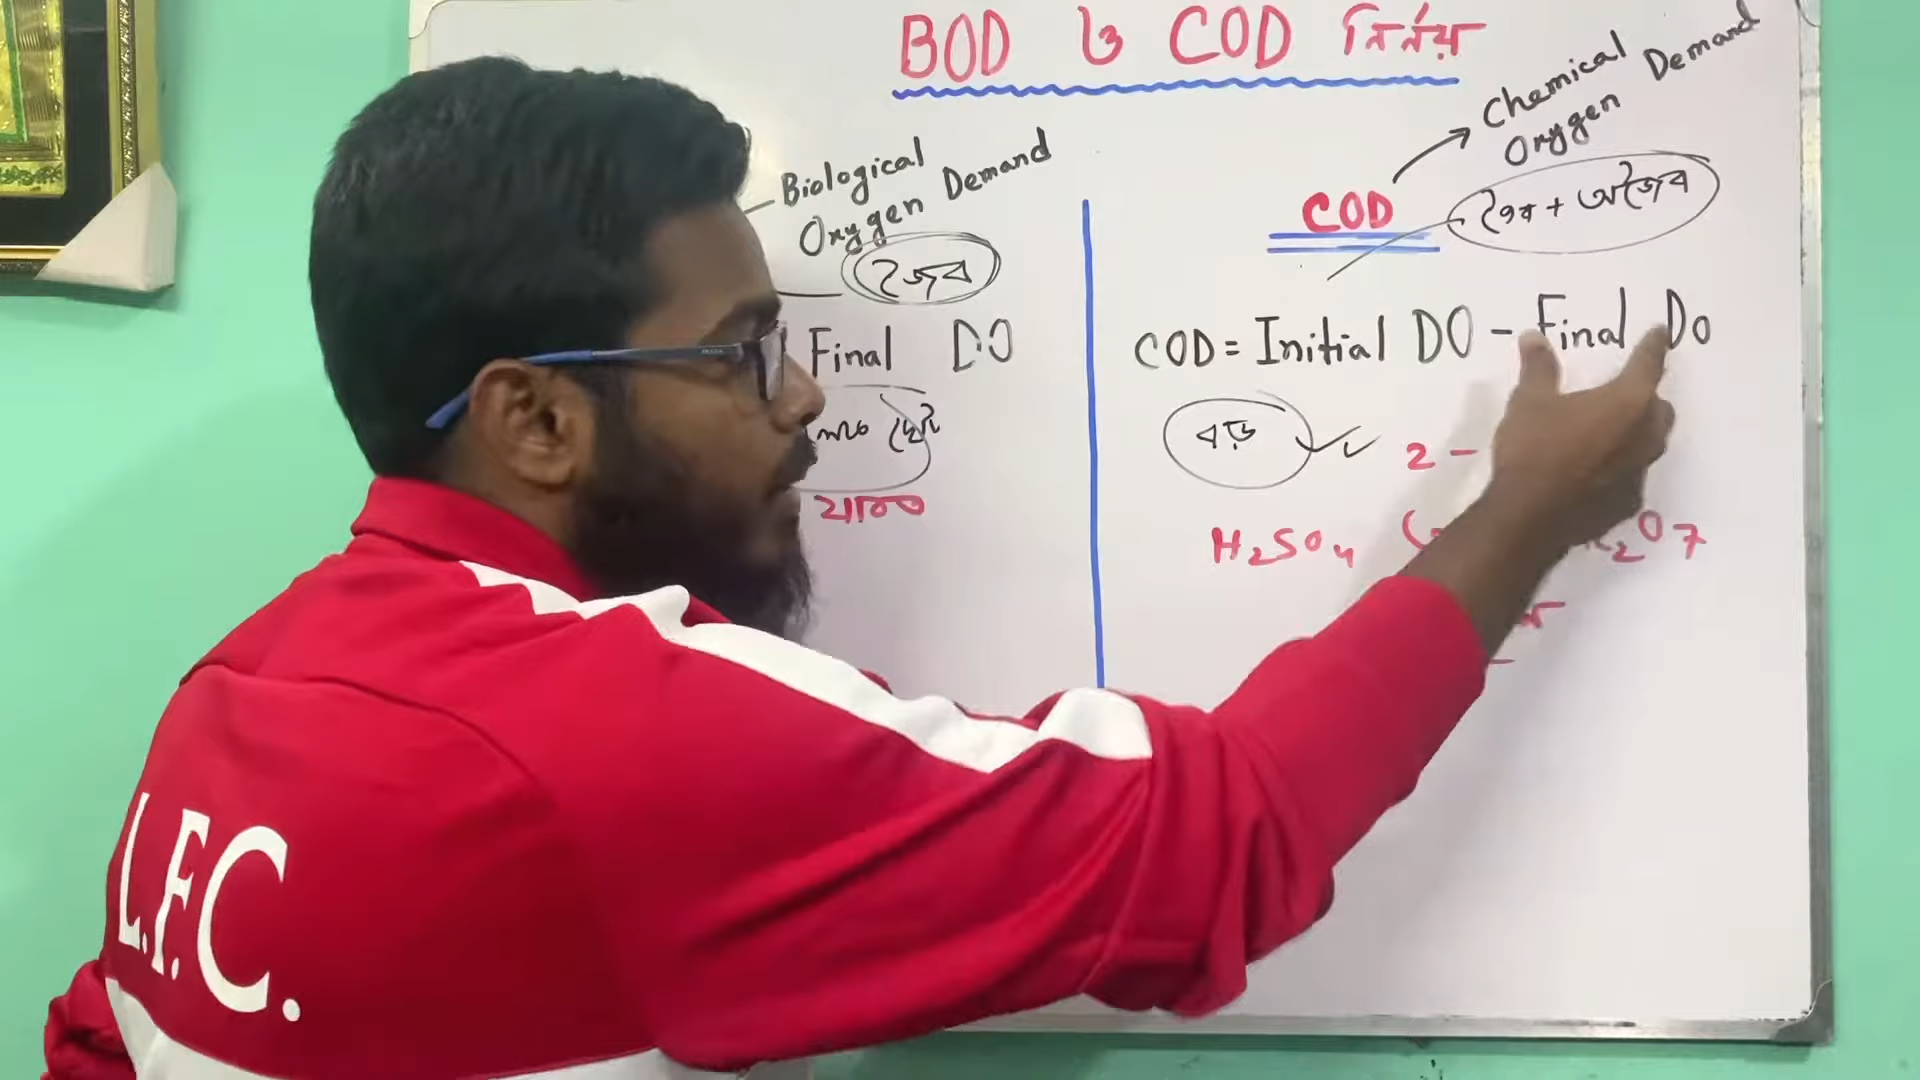 BOD ও COD নির্ণয়
Biological
Oxygen Demand
জৈব
Final DO
Chemical
Oxygen Demand
COD
জৈব + অজৈব
COD = Initial DO - Final Do
বড়
2 -
H2SO4
2O7
L.F.C.